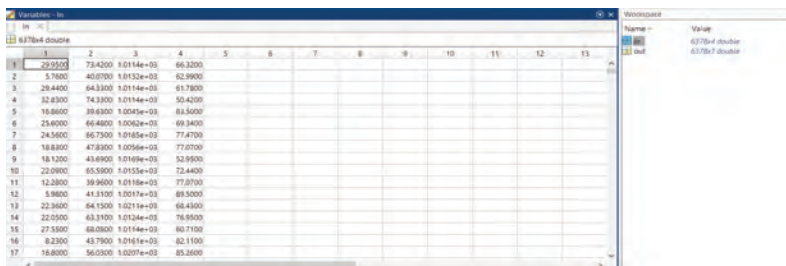 Variables - In
In
6378x4 double
1 2 3 4 5 6 7 8 9 10 11 12 13
1 29.9500 73.4200 1.0114e+03 66.3200
2 5.7600 40.0700 1.0132e+03 62.9900
3 29.4400 64.3300 1.0114e+03 61.7800
4 32.8300 74.3300 1.0114e+03 50.4200
5 16.8600 39.6300 1.0045e+03 83.5000
6 25.6000 66.4800 1.0062e+03 69.3400
7 24.5600 66.7500 1.0165e+03 77.4700
8 18.8300 47.8300 1.0056e+03 77.0700
9 18.1200 43.6900 1.0169e+03 52.9500
10 22.0900 65.5900 1.0155e+03 72.4400
11 12.2800 39.9600 1.0118e+03 77.0700
12 5.9800 41.3100 1.0017e+03 89.5000
13 22.3600 64.1500 1.0211e+03 68.4300
14 22.0500 63.3100 1.0124e+03 76.9500
15 27.5500 68.0800 1.0114e+03 60.7100
16 8.2300 43.7900 1.0161e+03 82.1100
17 16.8000 56.0300 1.0207e+03 85.2600
Workspace
Name Value
in 6378x4 double
out 6378x1 double